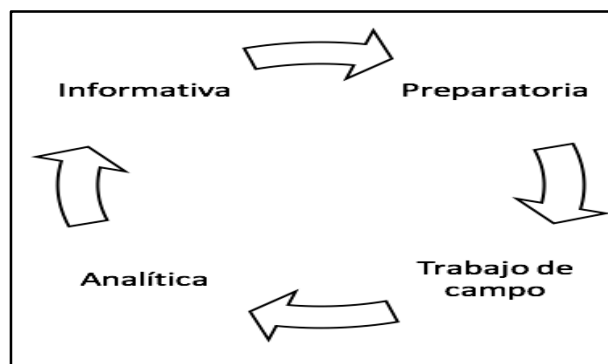 Informativa
Preparatoria
Analítica
Trabajo de
campo